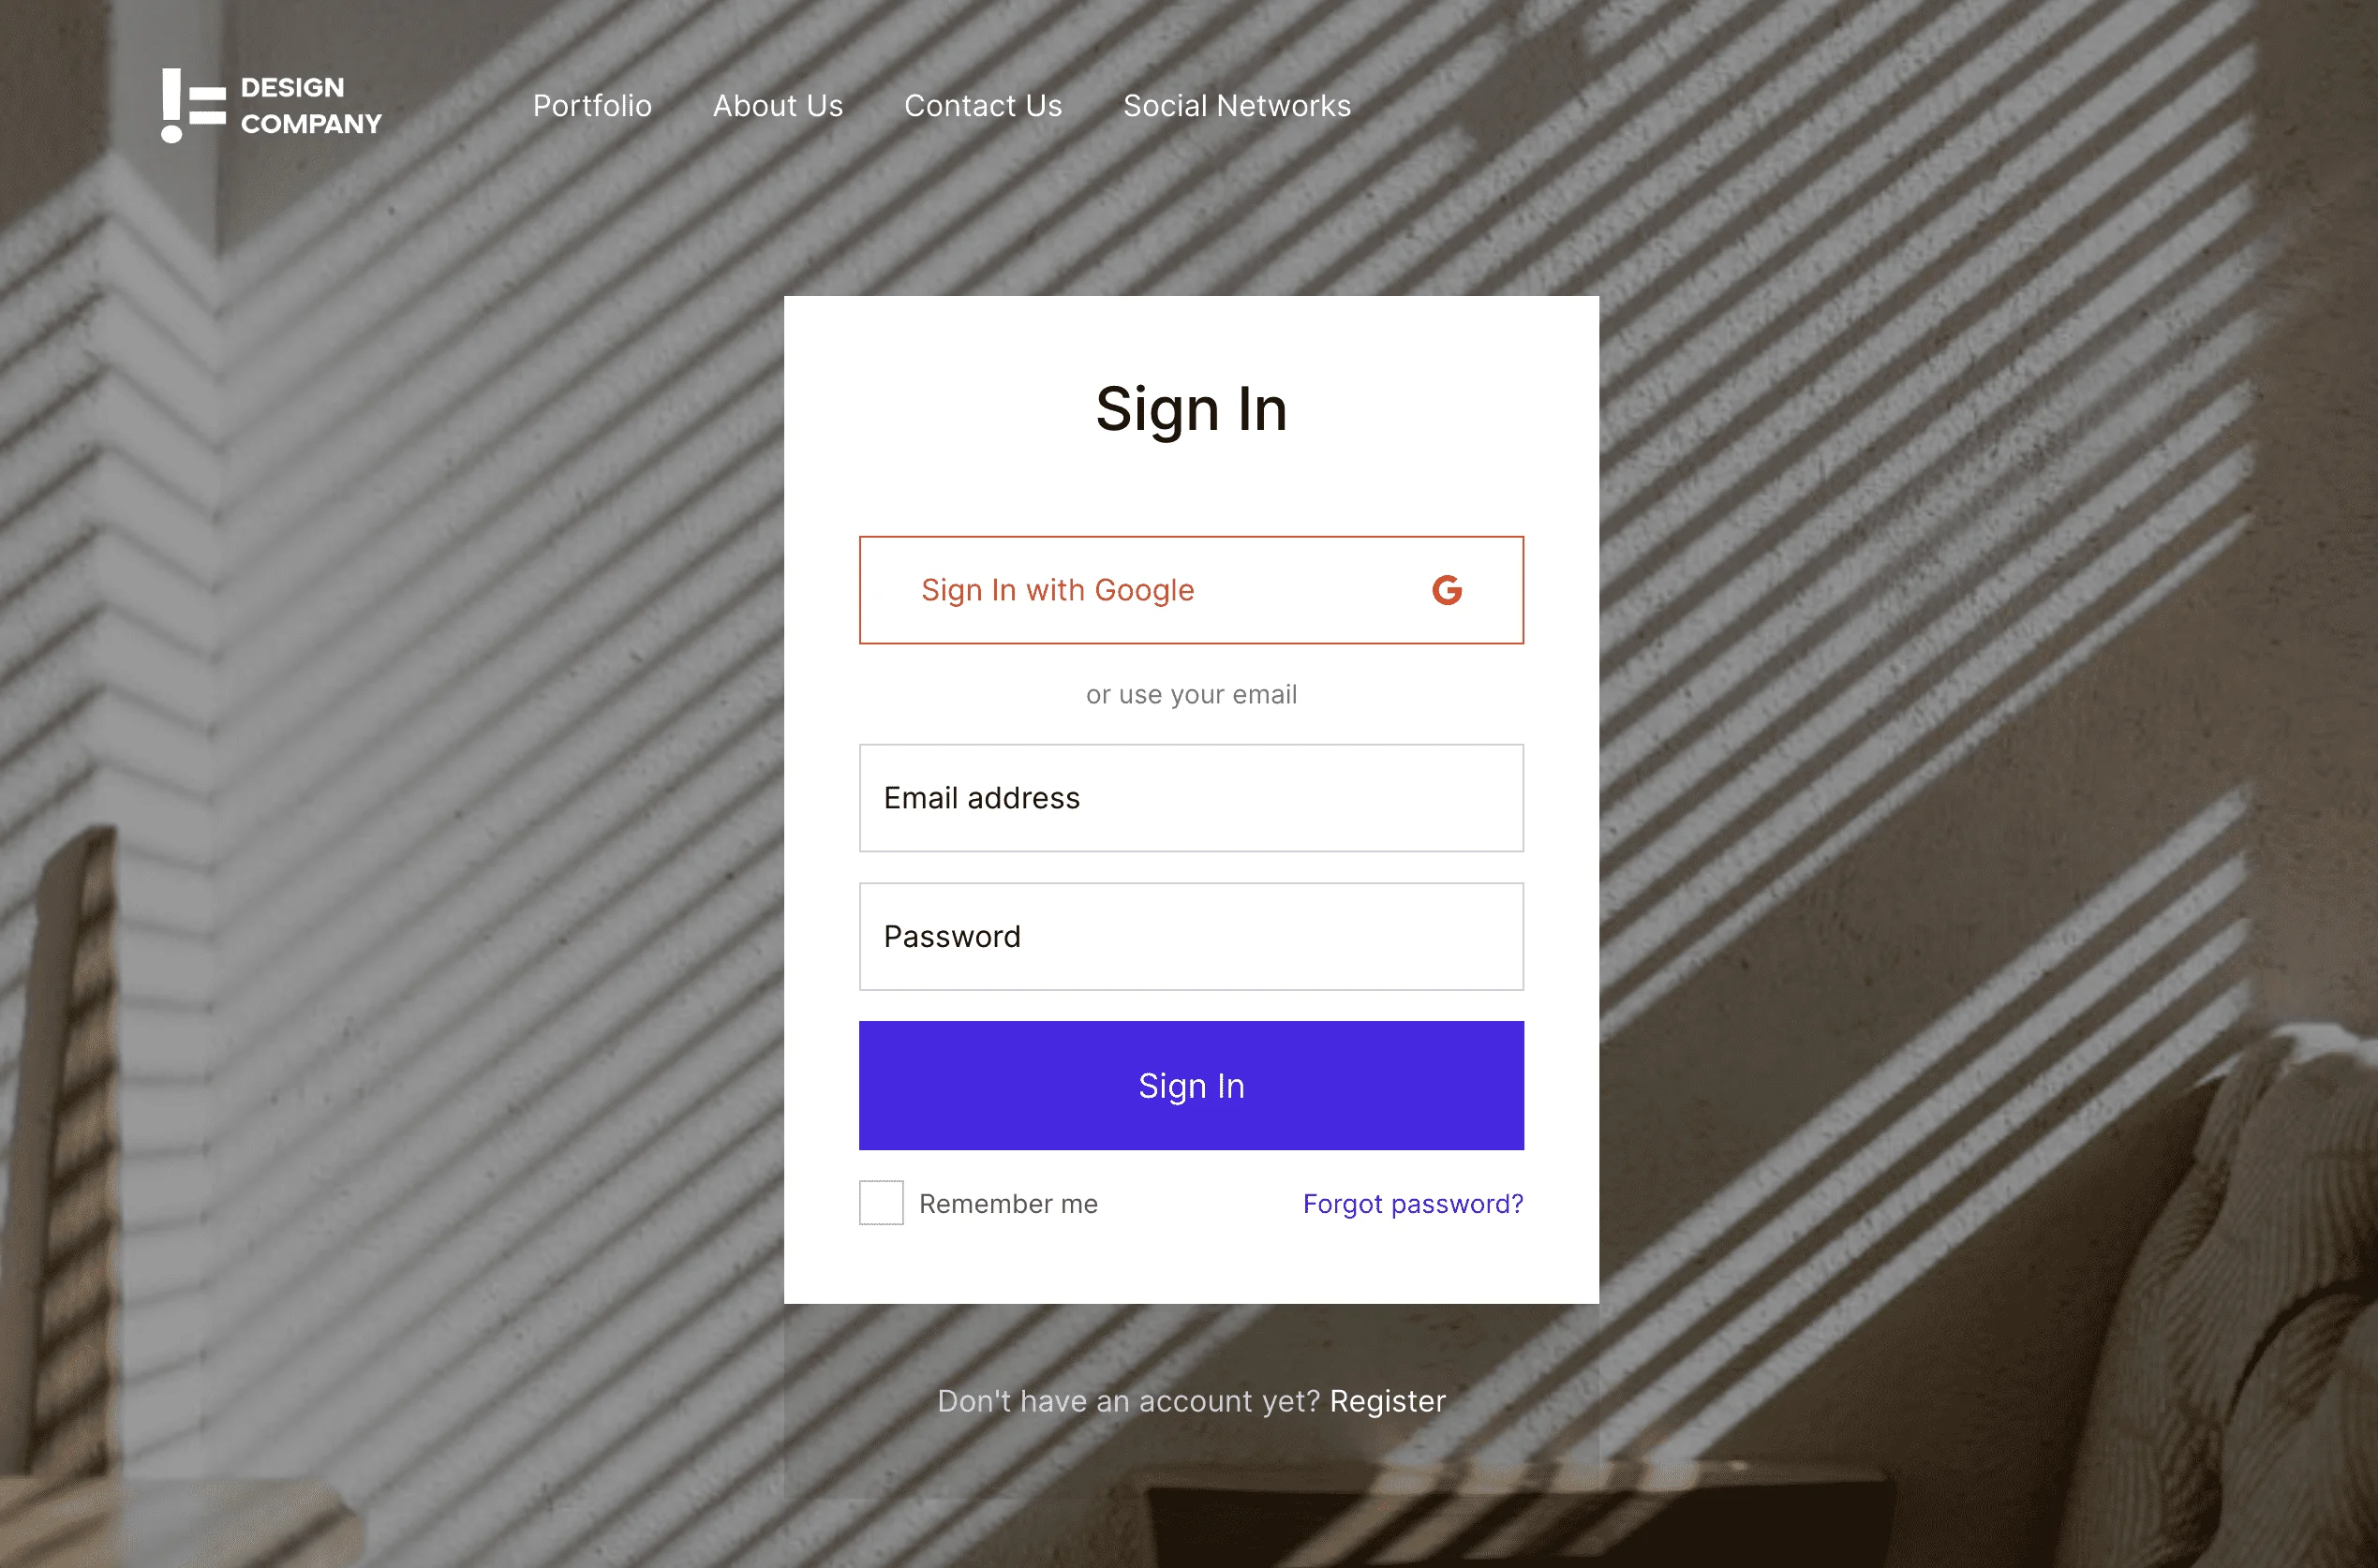 DESIGN
COMPANY
Portfolio About Us Contact Us Social Networks
Sign In
Sign In with Google G
or use your email
Email address
Password
Sign In
Remember me Forgot password?
Don't have an account yet? Register